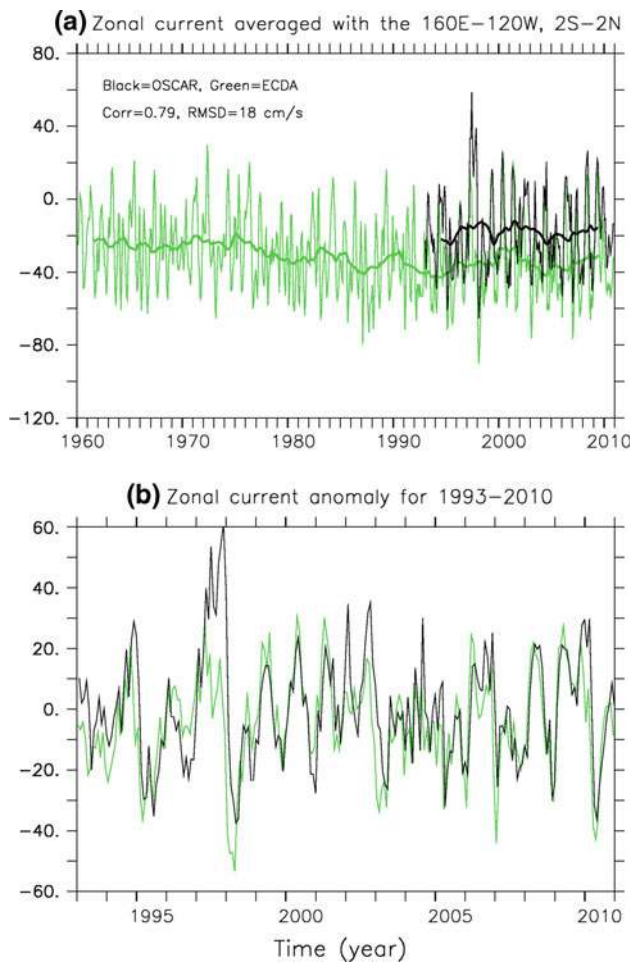 (a) Zonal current averaged with the 160E−120W, 2S−2N
80.
Black=OSCAR, Green=ECDA
Corr=0.79, RMSD=18 cm/s
40.
0.
−40.
−80.
−120.
1960 1970 1980 1990 2000 2010
(b) Zonal current anomaly for 1993−2010
60.
40.
20.
0.
−20.
−40.
−60.
1995 2000 2005 2010
Time (year)